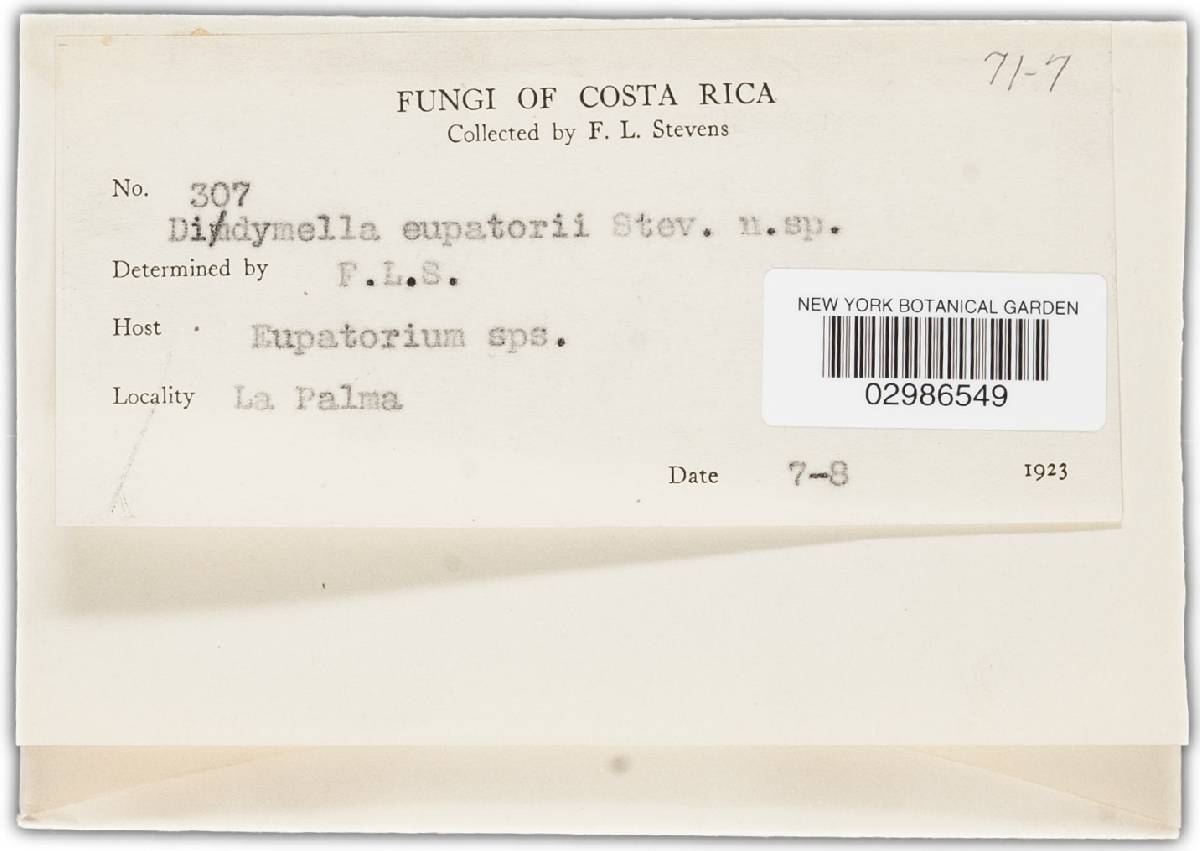 71-7
FUNGI OF COSTA RICA
Collected by F. L. Stevens
No. 307
Didymella eupatorii Stev. n.sp.
Determined by F.L.S.
Host Eupatorium sps.
Locality La Palma
NEW YORK BOTANICAL GARDEN
02986549
Date 7-8 1923